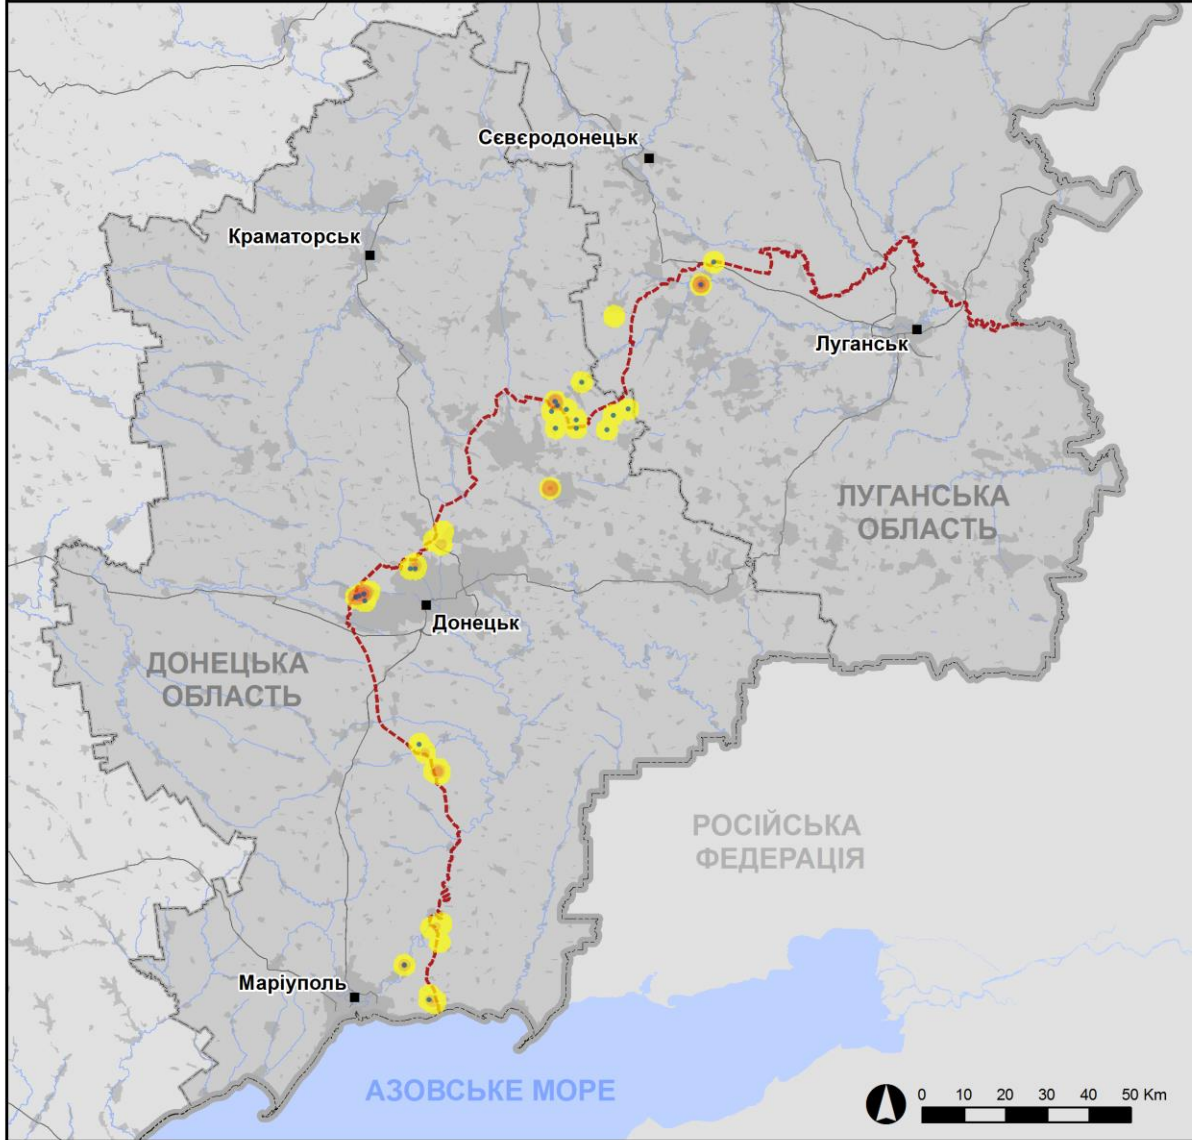 Сєвєродонецьк
Краматорськ
Луганськ
ЛУГАНСЬКА
ОБЛАСТЬ
Донецьк
ДОНЕЦЬКА
ОБЛАСТЬ
РОСІЙСЬКА
ФЕДЕРАЦІЯ
Маріуполь
АЗОВСЬКЕ МОРЕ
0 10 20 30 40 50 Km